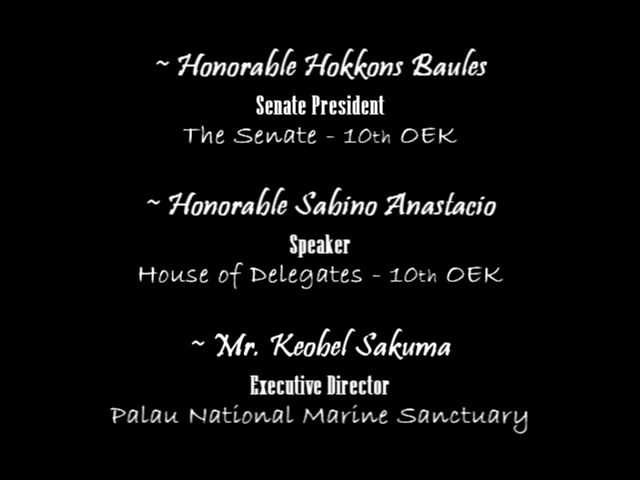 ~ Honorable Hokkons Baules
Senate President
The Senate - 10th OEK
~ Honorable Sabino Anastacio
Speaker
House of Delegates - 10th OEK
~ Mr. Keobel Sakuma
Executive Director
Palau National Marine Sanctuary